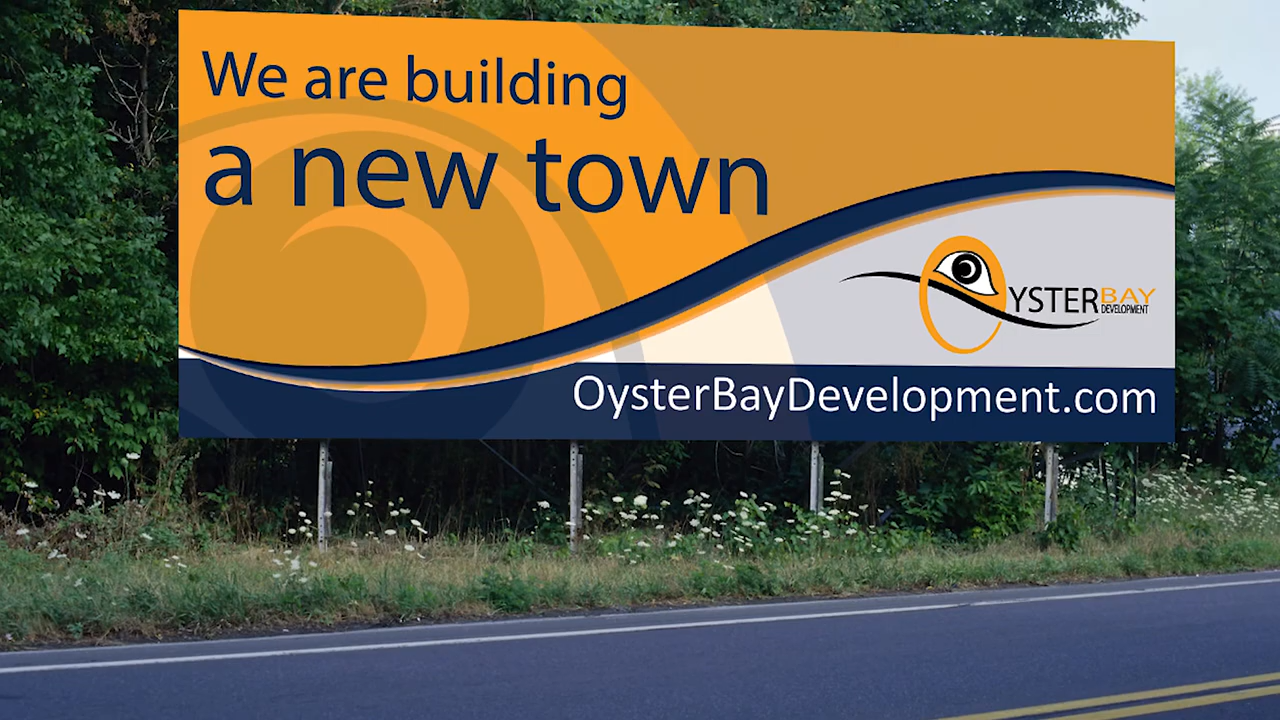 We are building
a new town
OYSTERBAY
DEVELOPMENT
OysterBayDevelopment.com